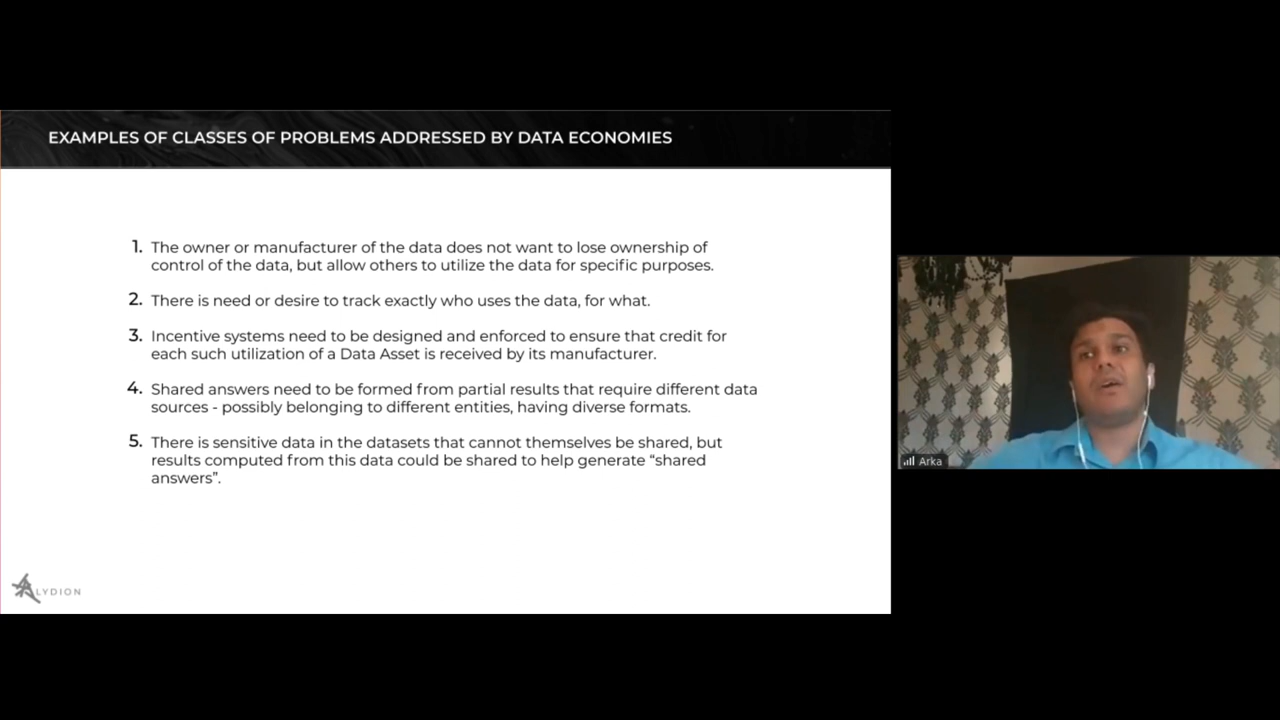 EXAMPLES OF CLASSES OF PROBLEMS ADDRESSED BY DATA ECONOMIES
1. The owner or manufacturer of the data does not want to lose ownership of
control of the data, but allow others to utilize the data for specific purposes.
2. There is need or desire to track exactly who uses the data, for what.
3. Incentive systems need to be designed and enforced to ensure that credit for
each such utilization of a Data Asset is received by its manufacturer.
4. Shared answers need to be formed from partial results that require different data
sources - possibly belonging to different entities, having diverse formats.
5. There is sensitive data in the datasets that cannot themselves be shared, but
results computed from this data could be shared to help generate “shared
answers”.
ALYDION
Arka